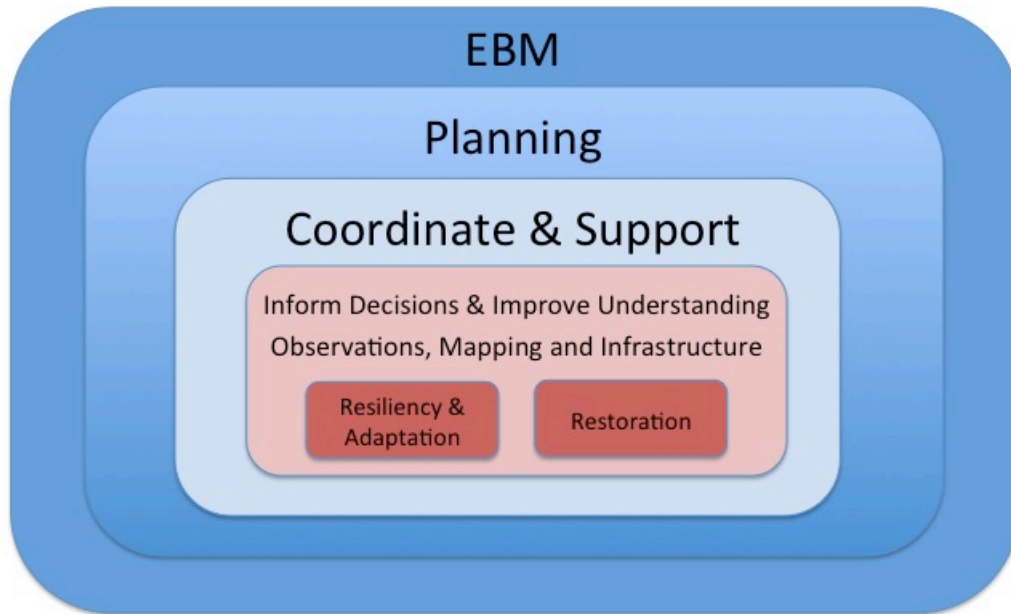 EBM
Planning
Coordinate & Support
Inform Decisions & Improve Understanding
Observations, Mapping and Infrastructure
Resiliency &
Adaptation
Restoration